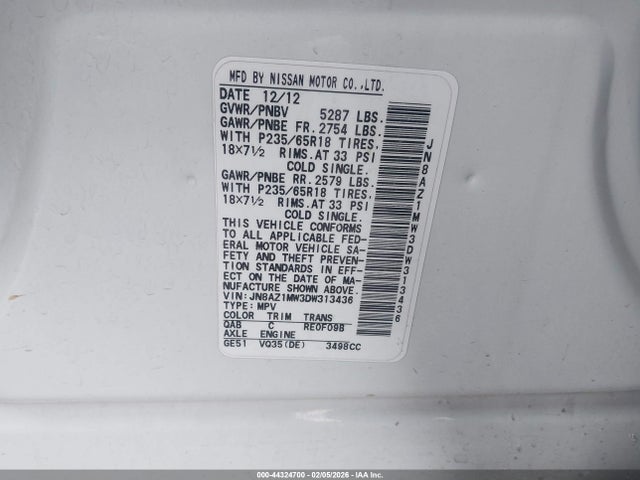 MFD BY NISSAN MOTOR CO.,LTD.
DATE 12/12
GVWR/PNBV 5287 LBS.
GAWR/PNBE FR. 2754 LBS.
WITH P235/65R18 TIRES,
18X7½ RIMS.AT 33 PSI
COLD SINGLE.
GAWR/PNBE RR. 2579 LBS.
WITH P235/65R18 TIRES,
18X7½ RIMS.AT 33 PSI
COLD SINGLE.
THIS VEHICLE CONFORMS
TO ALL APPLICABLE FED-
ERAL MOTOR VEHICLE SA-
FETY AND THEFT PREVEN-
TION STANDARDS IN EFF-
ECT ON THE DATE OF MA-
NUFACTURE SHOWN ABOVE.
VIN: JN8AZ1MW3DW313436
TYPE: MPV
COLOR TRIM TRANS
QAB C RE0F09B
AXLE ENGINE
GE51 VQ35(DE) 3498CC
JN8AZ1MW3DW313436
000-44324700 - 02/05/2026 - IAA Inc.